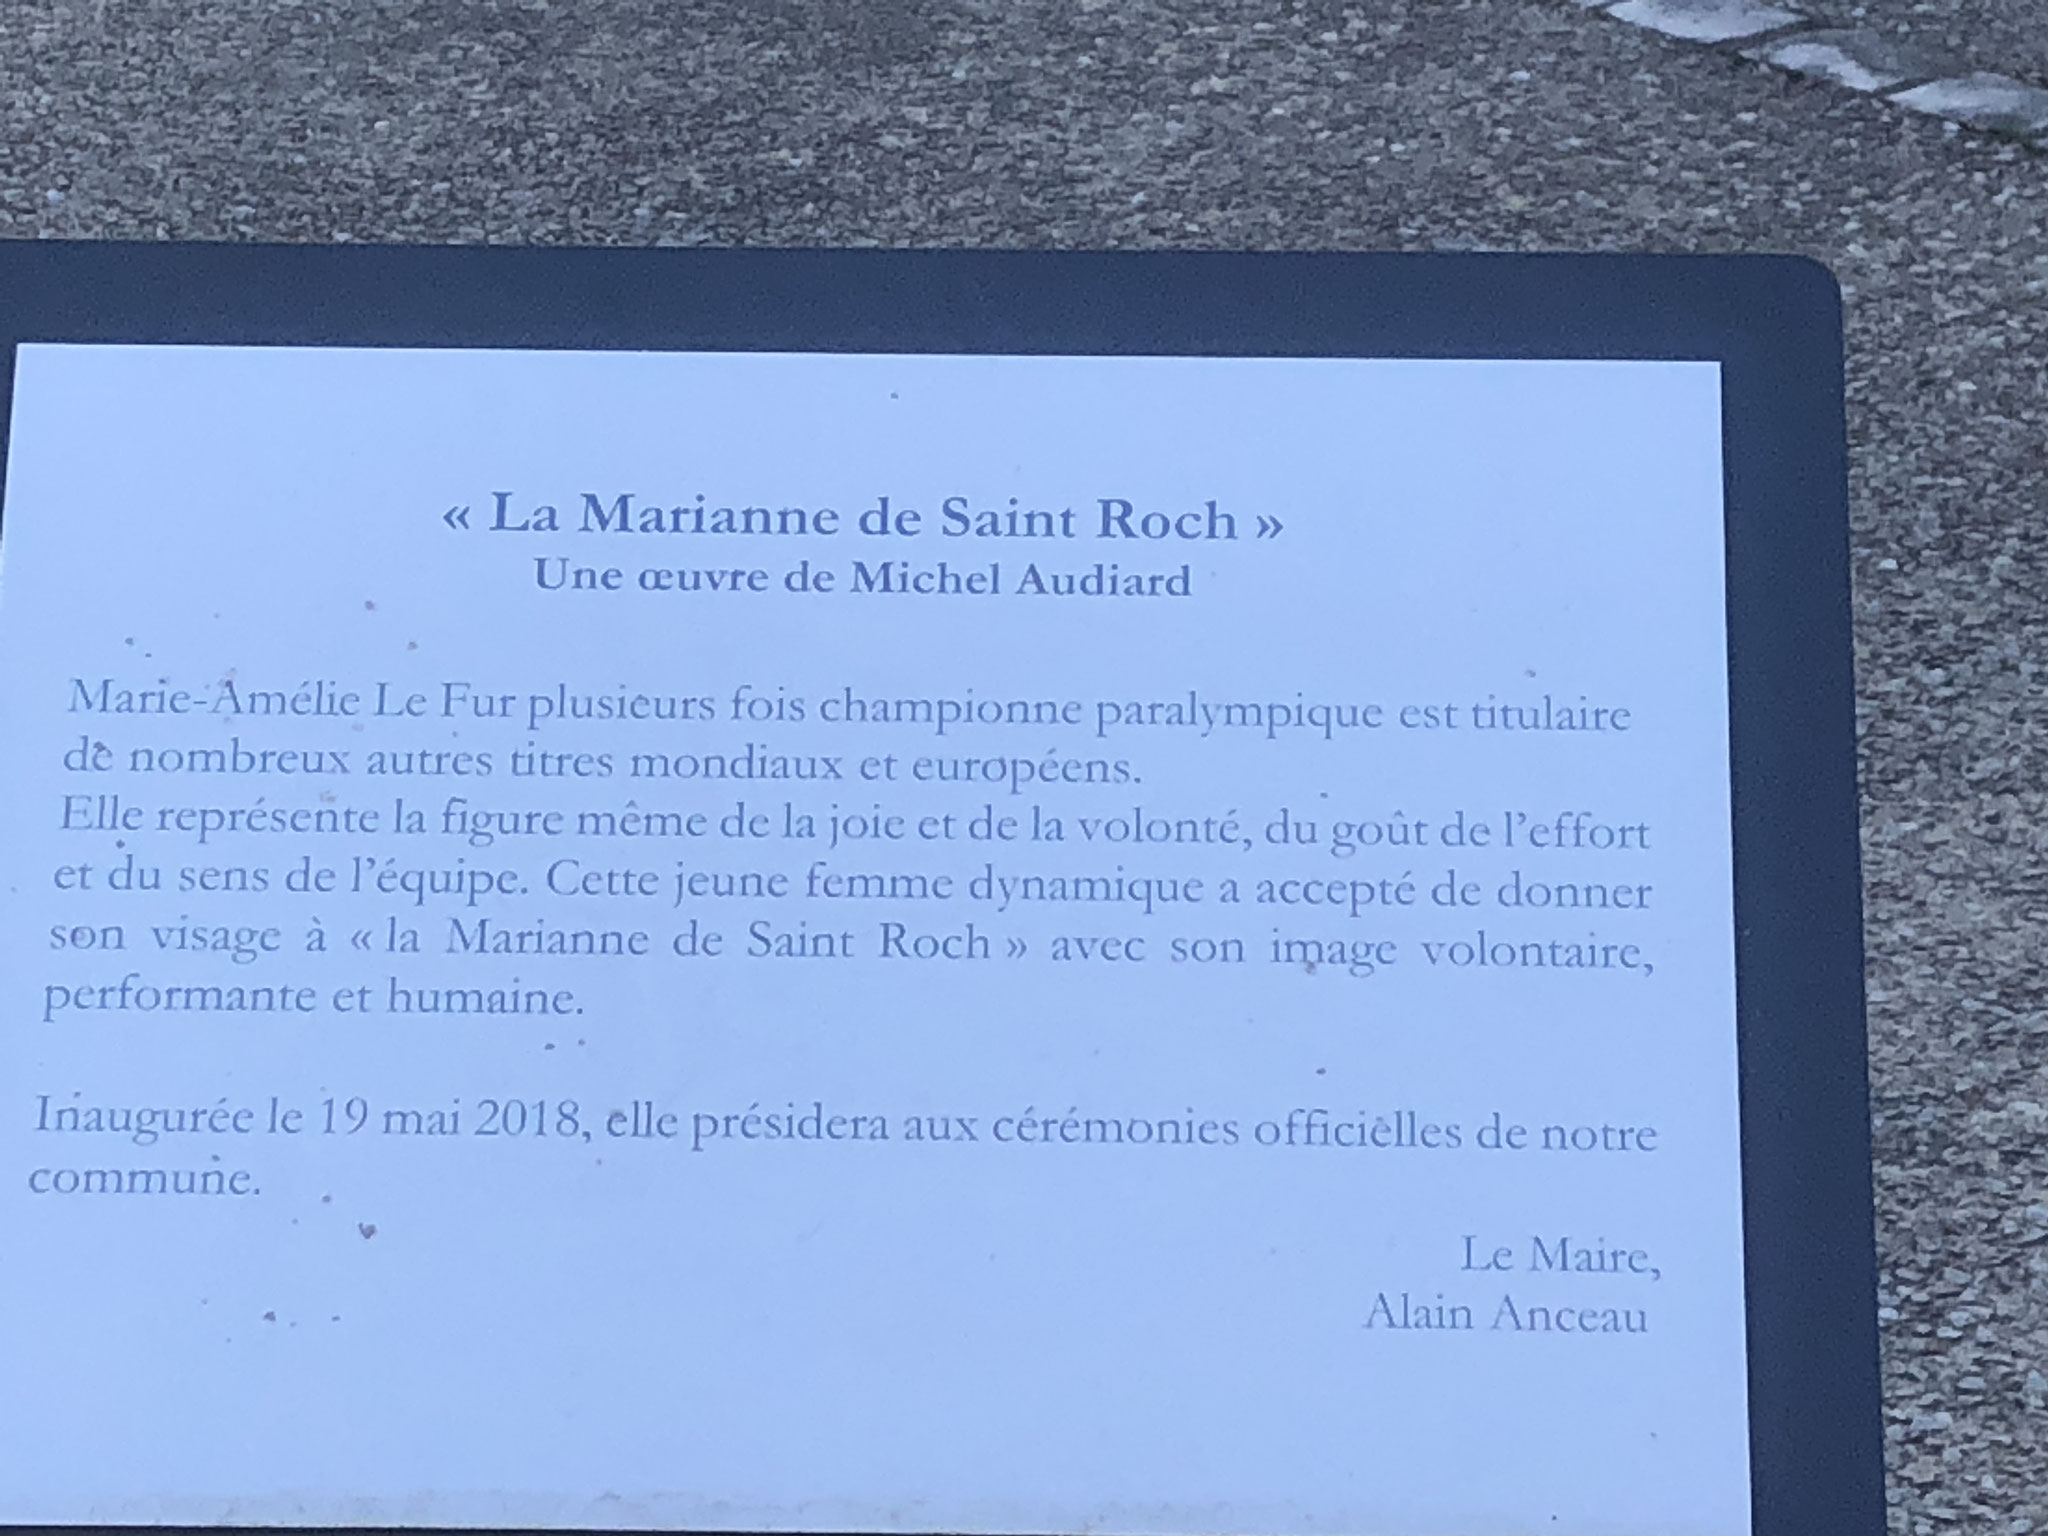 « La Marianne de Saint Roch »
Une œuvre de Michel Audiard
Marie-Amélie Le Fur plusieurs fois championne paralympique est titulaire
de nombreux autres titres mondiaux et européens.
Elle représente la figure même de la joie et de la volonté, du goût de l'effort
et du sens de l'équipe. Cette jeune femme dynamique a accepté de donner
son visage à « la Marianne de Saint Roch » avec son image volontaire,
performante et humaine.
Inaugurée le 19 mai 2018, elle présidera aux cérémonies officielles de notre
commune.
Le Maire,
Alain Anceau